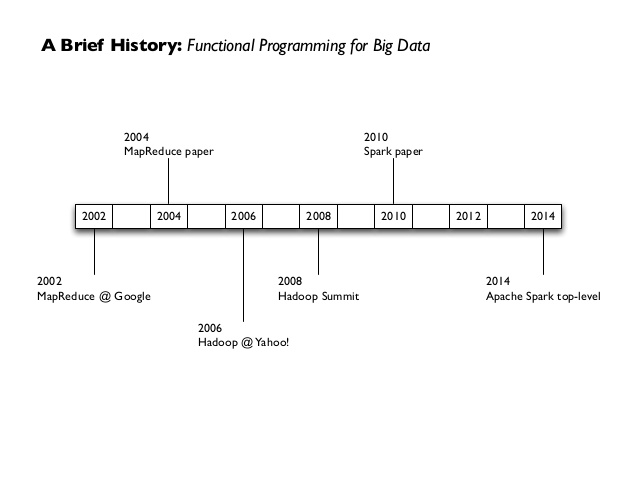 A Brief History: Functional Programming for Big Data
2004
MapReduce paper
2010
Spark paper
2002 2004 2006 2008 2010 2012 2014
2002
MapReduce @ Google
2008
Hadoop Summit
2014
Apache Spark top-level
2006
Hadoop @ Yahoo!